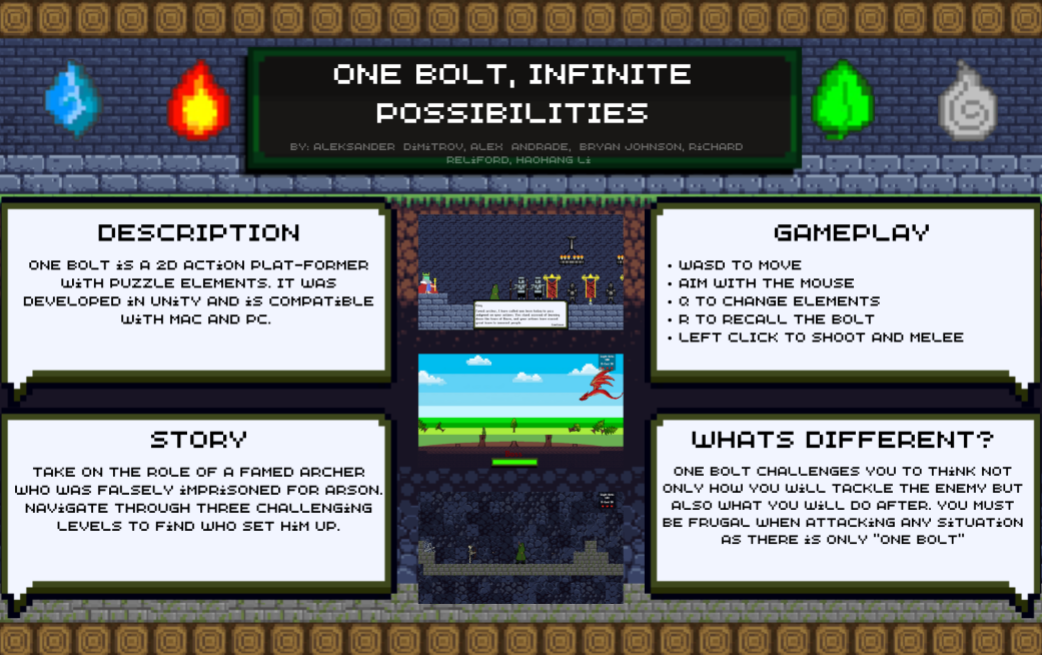 ONE BOLT, INFINITE
POSSIBILITIES
BY: ALEKSANDER DIMITROV, ALEX ANDRADE, BRYAN JOHNSON, RICHARD
RELIFORD, HAOHANG LI
DESCRIPTION
ONE BOLT IS A 2D ACTION PLAT-FORMER
WITH PUZZLE ELEMENTS. IT WAS
DEVELOPED IN UNITY AND IS COMPATIBLE
WITH MAC AND PC.
GAMEPLAY
• WASD TO MOVE
• AIM WITH THE MOUSE
• Q TO CHANGE ELEMENTS
• R TO RECALL THE BOLT
• LEFT CLICK TO SHOOT AND MELEE
STORY
TAKE ON THE ROLE OF A FAMED ARCHER
WHO WAS FALSELY IMPRISONED FOR ARSON.
NAVIGATE THROUGH THREE CHALLENGING
LEVELS TO FIND WHO SET HIM UP.
WHATS DIFFERENT?
ONE BOLT CHALLENGES YOU TO THINK NOT
ONLY HOW YOU WILL TACKLE THE ENEMY BUT
ALSO WHAT YOU WILL DO AFTER. YOU MUST
BE FRUGAL WHEN ATTACKING ANY SITUATION
AS THERE IS ONLY "ONE BOLT"